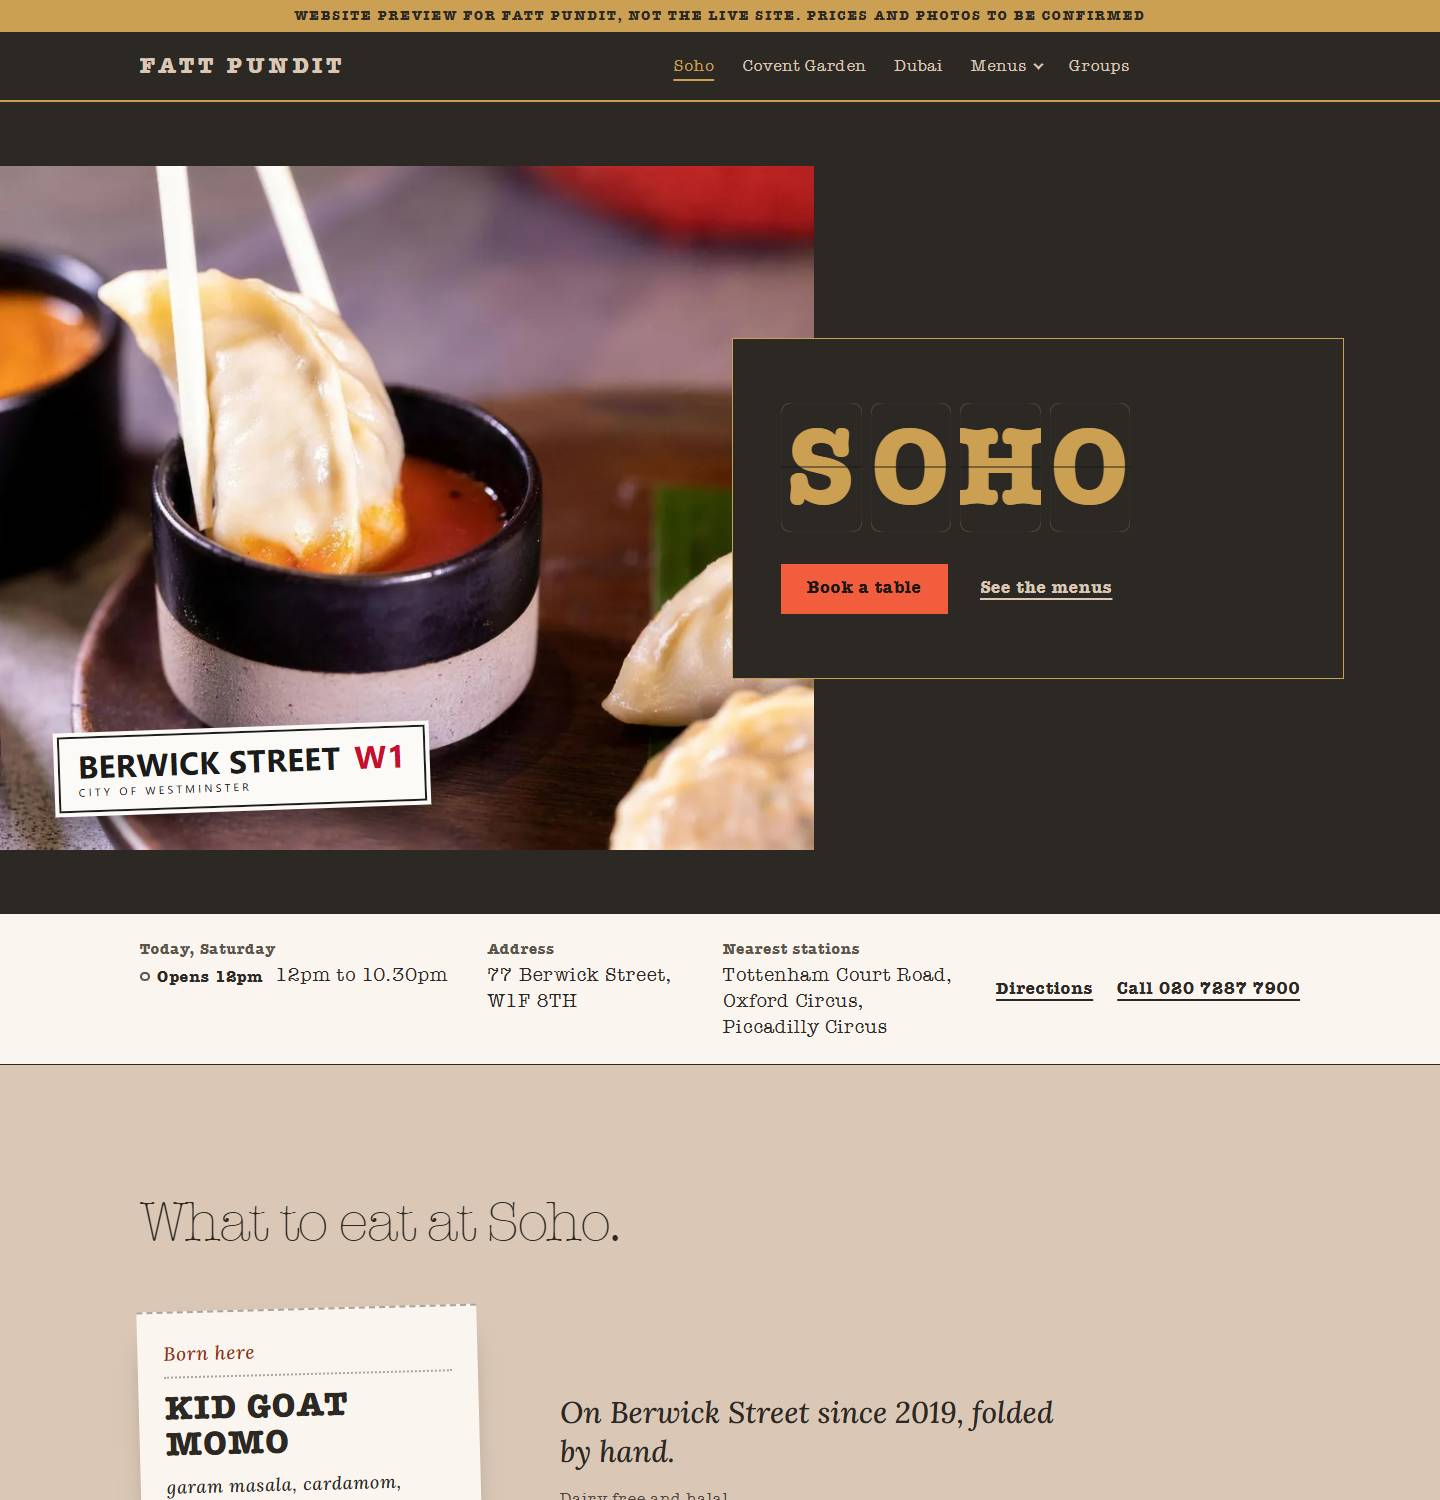 WEBSITE PREVIEW FOR FATT PUNDIT, NOT THE LIVE SITE. PRICES AND PHOTOS TO BE CONFIRMED
FATT PUNDIT
Soho Covent Garden Dubai Menus Groups
SOHO
Book a table See the menus
BERWICK STREET W1
CITY OF WESTMINSTER
Today, Saturday
Opens 12pm 12pm to 10.30pm
Address
77 Berwick Street,
W1F 8TH
Nearest stations
Tottenham Court Road,
Oxford Circus,
Piccadilly Circus
Directions Call 020 7287 7900
What to eat at Soho.
Born here
KID GOAT
MOMO
garam masala, cardamom,
On Berwick Street since 2019, folded
by hand.
Dairy free and halal